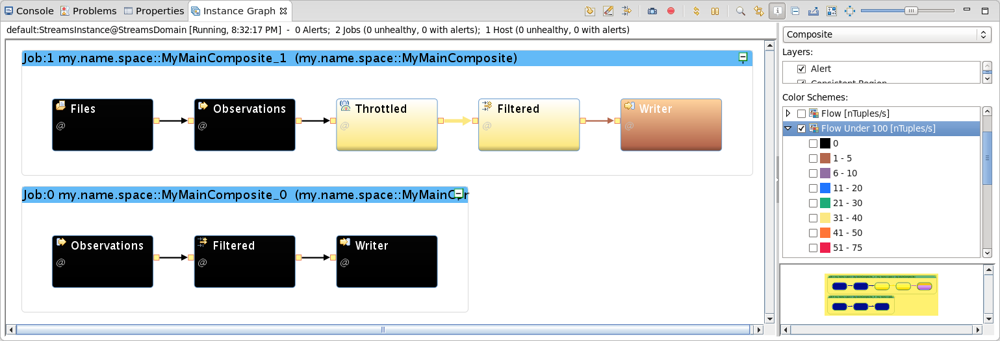 Console Problems Properties Instance Graph
default:StreamsInstance@StreamsDomain [Running, 8:32:17 PM] - 0 Alerts; 2 Jobs (0 unhealthy, 0 with alerts); 1 Host (0 unhealthy, 0 with alerts)
Job:1 my.name.space::MyMainComposite_1 (my.name.space::MyMainComposite)
Files Observations Throttled Filtered Writer
@ @ @ @ @
Job:0 my.name.space::MyMainComposite_0 (my.name.space::MyMainCor
Observations Filtered Writer
@ @ @
Composite
Layers:
Alert
Consistent Region
Color Schemes:
Flow [nTuples/s]
Flow Under 100 [nTuples/s]
0
1 - 5
6 - 10
11 - 20
21 - 30
31 - 40
41 - 50
51 - 75